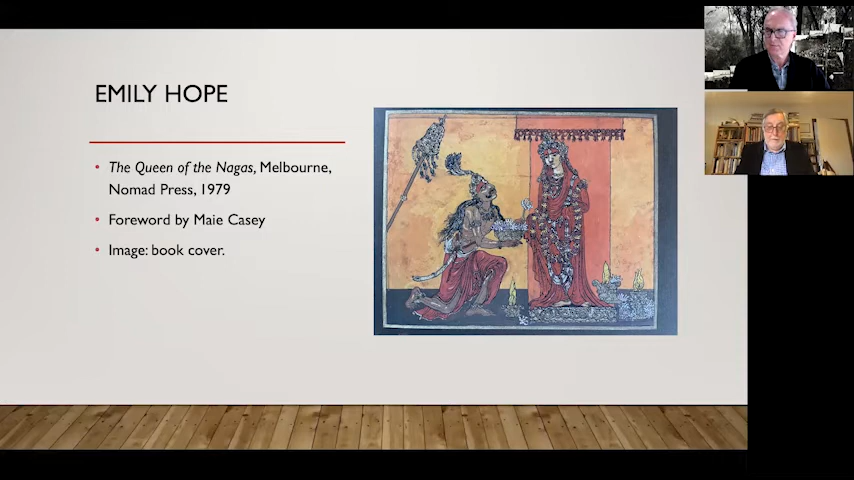 EMILY HOPE
• The Queen of the Nagas, Melbourne,
Nomad Press, 1979
• Foreword by Maie Casey
• Image: book cover.